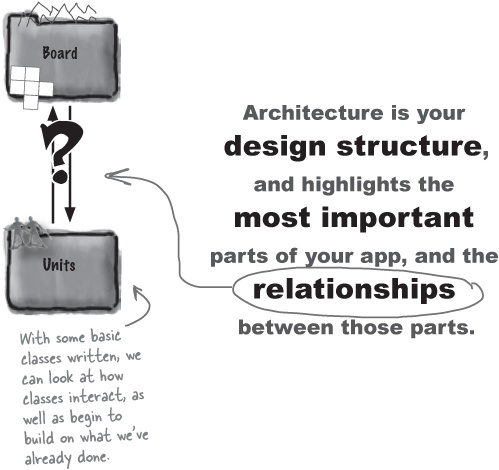 Board
?
Units
With some basic
classes written, we
can look at how
classes interact, as
well as begin to
build on what we've
already done.
Architecture is your
design structure,
and highlights the
most important
parts of your app, and the
relationships
between those parts.